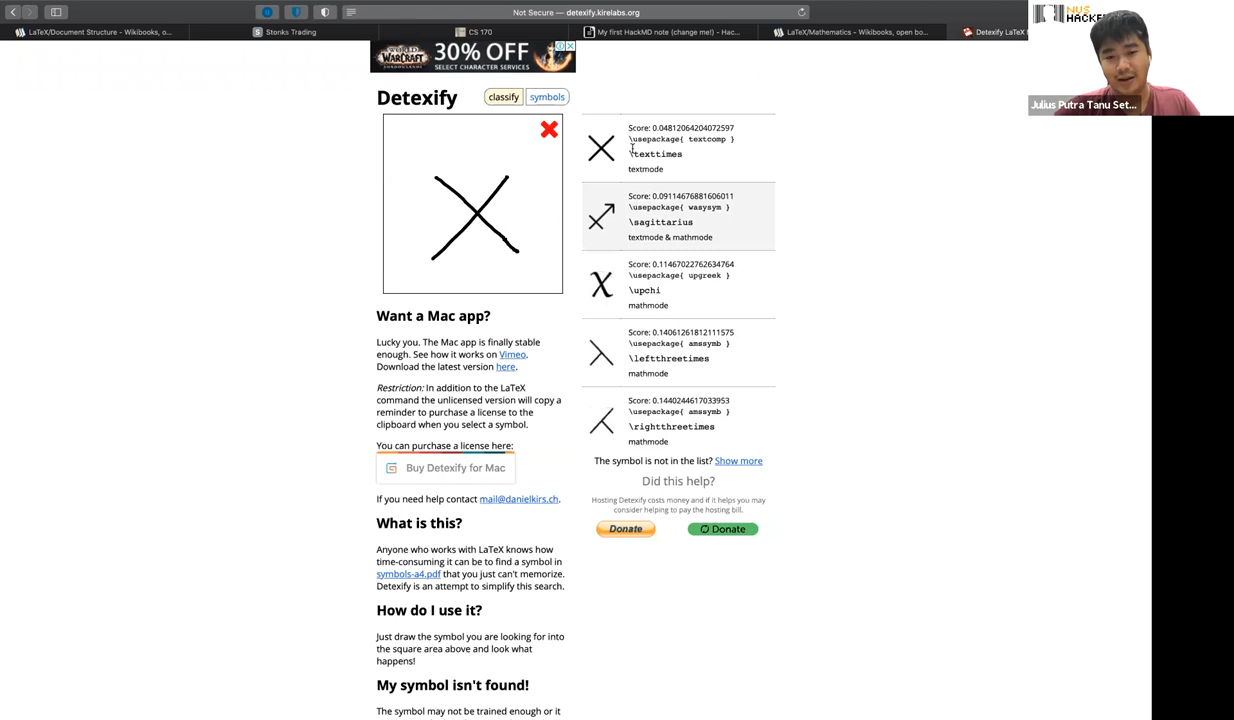 Not Secure — detexify.kirelabs.org
LaTeX/Document Structure - Wikibooks, o...
Stonks Trading
CS 170
My first HackMD note (change me!) - Hac...
LaTeX/Mathematics - Wikibooks, open bo...
Detexify LaTeX
NUS
HACKE
Julius Putra Tanu Set...
WORLD
WARCRAFT
30% OFF
SELECT CHARACTER SERVICES
Detexify
classify
symbols
Score: 0.04812064204072597
\usepackage{ textcomp }
\texttimes
textmode
Score: 0.09114676881606011
\usepackage{ wasysym }
\sagittarius
textmode & mathmode
Score: 0.11467022762634764
\usepackage{ upgreek }
\upchi
mathmode
Score: 0.14061261812111575
\usepackage{ amssymb }
\leftthreetimes
mathmode
Score: 0.1440244617033953
\usepackage{ amssymb }
\rightthreetimes
mathmode
The symbol is not in the list? Show more
Did this help?
Hosting Detexify costs money and if it helps you may
consider helping to pay the hosting bill.
Donate
Donate
Want a Mac app?
Lucky you. The Mac app is finally stable
enough. See how it works on Vimeo.
Download the latest version here.
Restriction: In addition to the LaTeX
command the unlicensed version will copy a
reminder to purchase a license to the
clipboard when you select a symbol.
You can purchase a license here:
Buy Detexify for Mac
If you need help contact mail@danielkirs.ch.
What is this?
Anyone who works with LaTeX knows how
time-consuming it can be to find a symbol in
symbols-a4.pdf that you just can't memorize.
Detexify is an attempt to simplify this search.
How do I use it?
Just draw the symbol you are looking for into
the square area above and look what
happens!
My symbol isn't found!
The symbol may not be trained enough or it